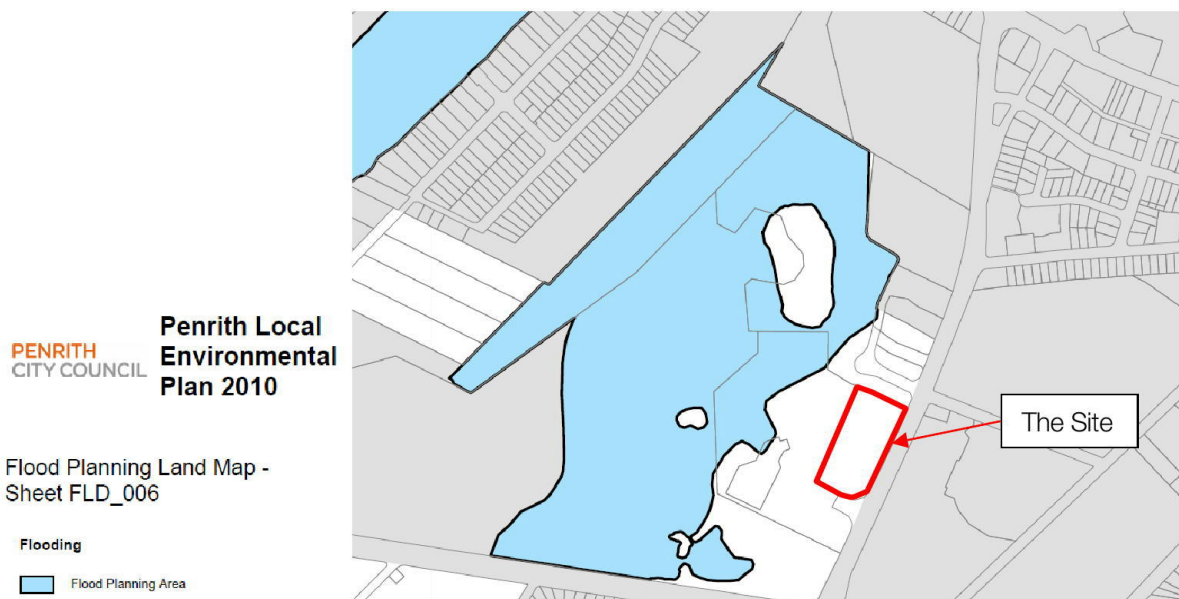 PENRITH
CITY COUNCIL
Penrith Local
Environmental
Plan 2010
Flood Planning Land Map -
Sheet FLD_006
Flooding
Flood Planning Area
The Site